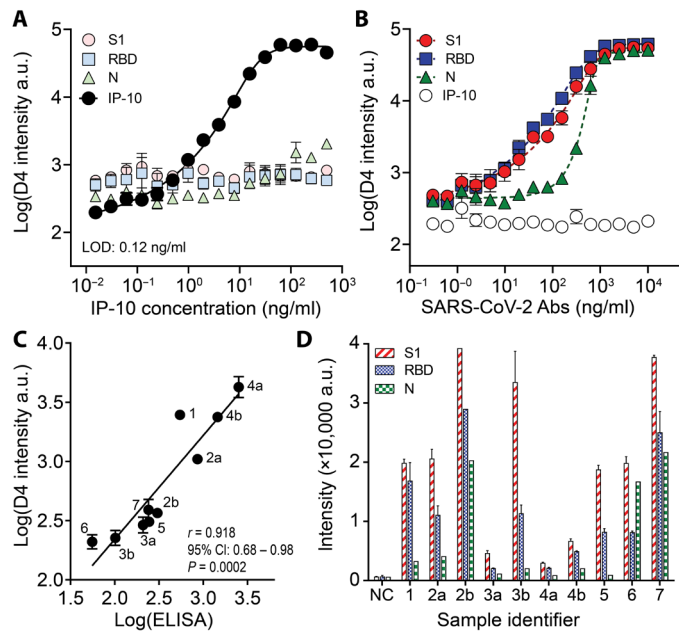 A
Log(D4 intensity a.u.)
5
4
3
2
S1
RBD
N
IP-10
LOD: 0.12 ng/ml
10⁻² 10⁻¹ 10⁰ 10¹ 10² 10³
IP-10 concentration (ng/ml)
B
Log(D4 intensity a.u.)
5
4
3
2
S1
RBD
N
IP-10
10⁻¹ 10⁰ 10¹ 10² 10³ 10⁴
SARS-CoV-2 Abs (ng/ml)
C
Log(D4 intensity a.u.)
4.0
3.5
3.0
2.5
2.0
4a
1
4b
2a
7 2b
6 5
3b 3a
r = 0.918
95% CI: 0.68 – 0.98
P = 0.0002
1.5 2.0 2.5 3.0 3.5
Log(ELISA)
D
Intensity (×10,000 a.u.)
4
3
2
1
0
S1
RBD
N
NC 1 2a 2b 3a 3b 4a 4b 5 6 7
Sample identifier